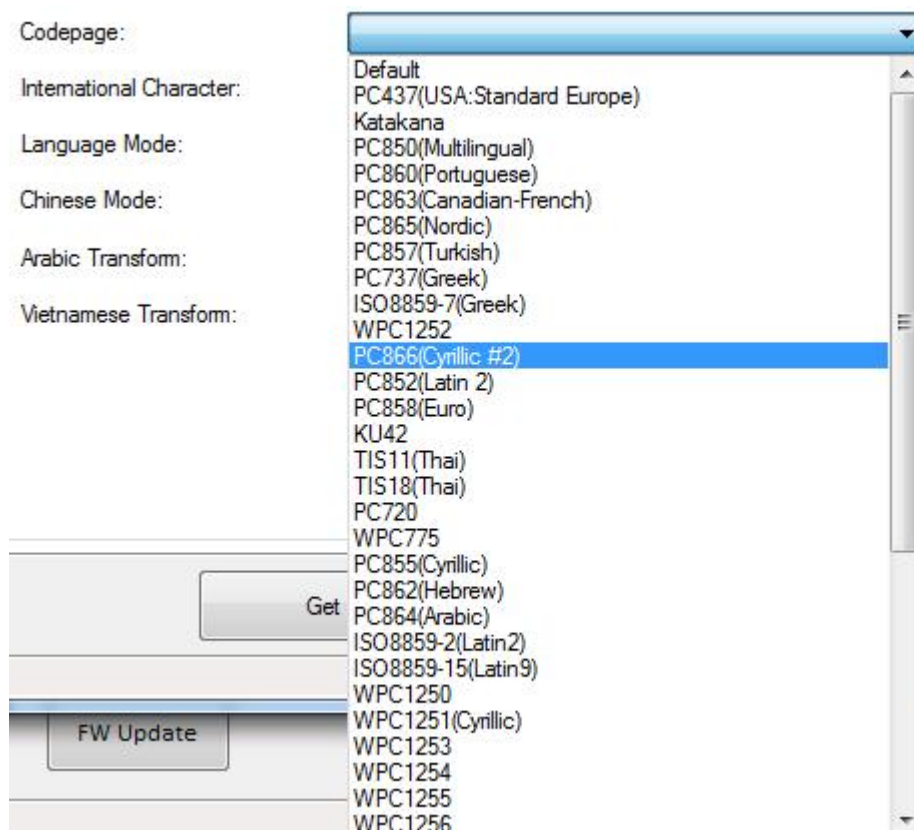 Codepage:
International Character:
Language Mode:
Chinese Mode:
Arabic Transform:
Vietnamese Transform:
Default
PC437(USA:Standard Europe)
Katakana
PC850(Multilingual)
PC860(Portuguese)
PC863(Canadian-French)
PC865(Nordic)
PC857(Turkish)
PC737(Greek)
ISO8859-7(Greek)
WPC1252
PC866(Cyrillic #2)
PC852(Latin 2)
PC858(Euro)
KU42
TIS11(Thai)
TIS18(Thai)
PC720
WPC775
PC855(Cyrillic)
PC862(Hebrew)
PC864(Arabic)
ISO8859-2(Latin2)
ISO8859-15(Latin9)
WPC1250
WPC1251(Cyrillic)
WPC1253
WPC1254
WPC1255
WPC1256
Get
FW Update